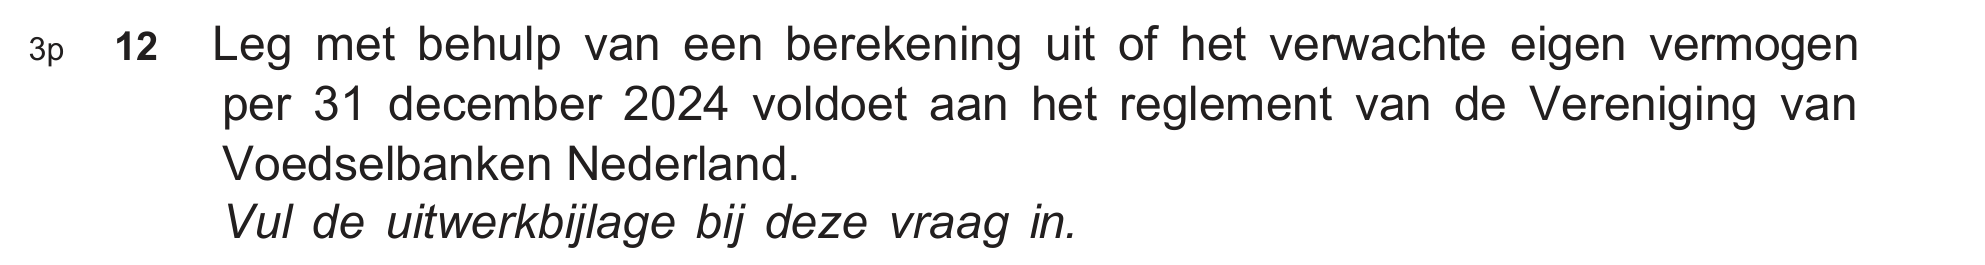 3p 12 Leg met behulp van een berekening uit of het verwachte eigen vermogen
per 31 december 2024 voldoet aan het reglement van de Vereniging van
Voedselbanken Nederland.
Vul de uitwerkbijlage bij deze vraag in.